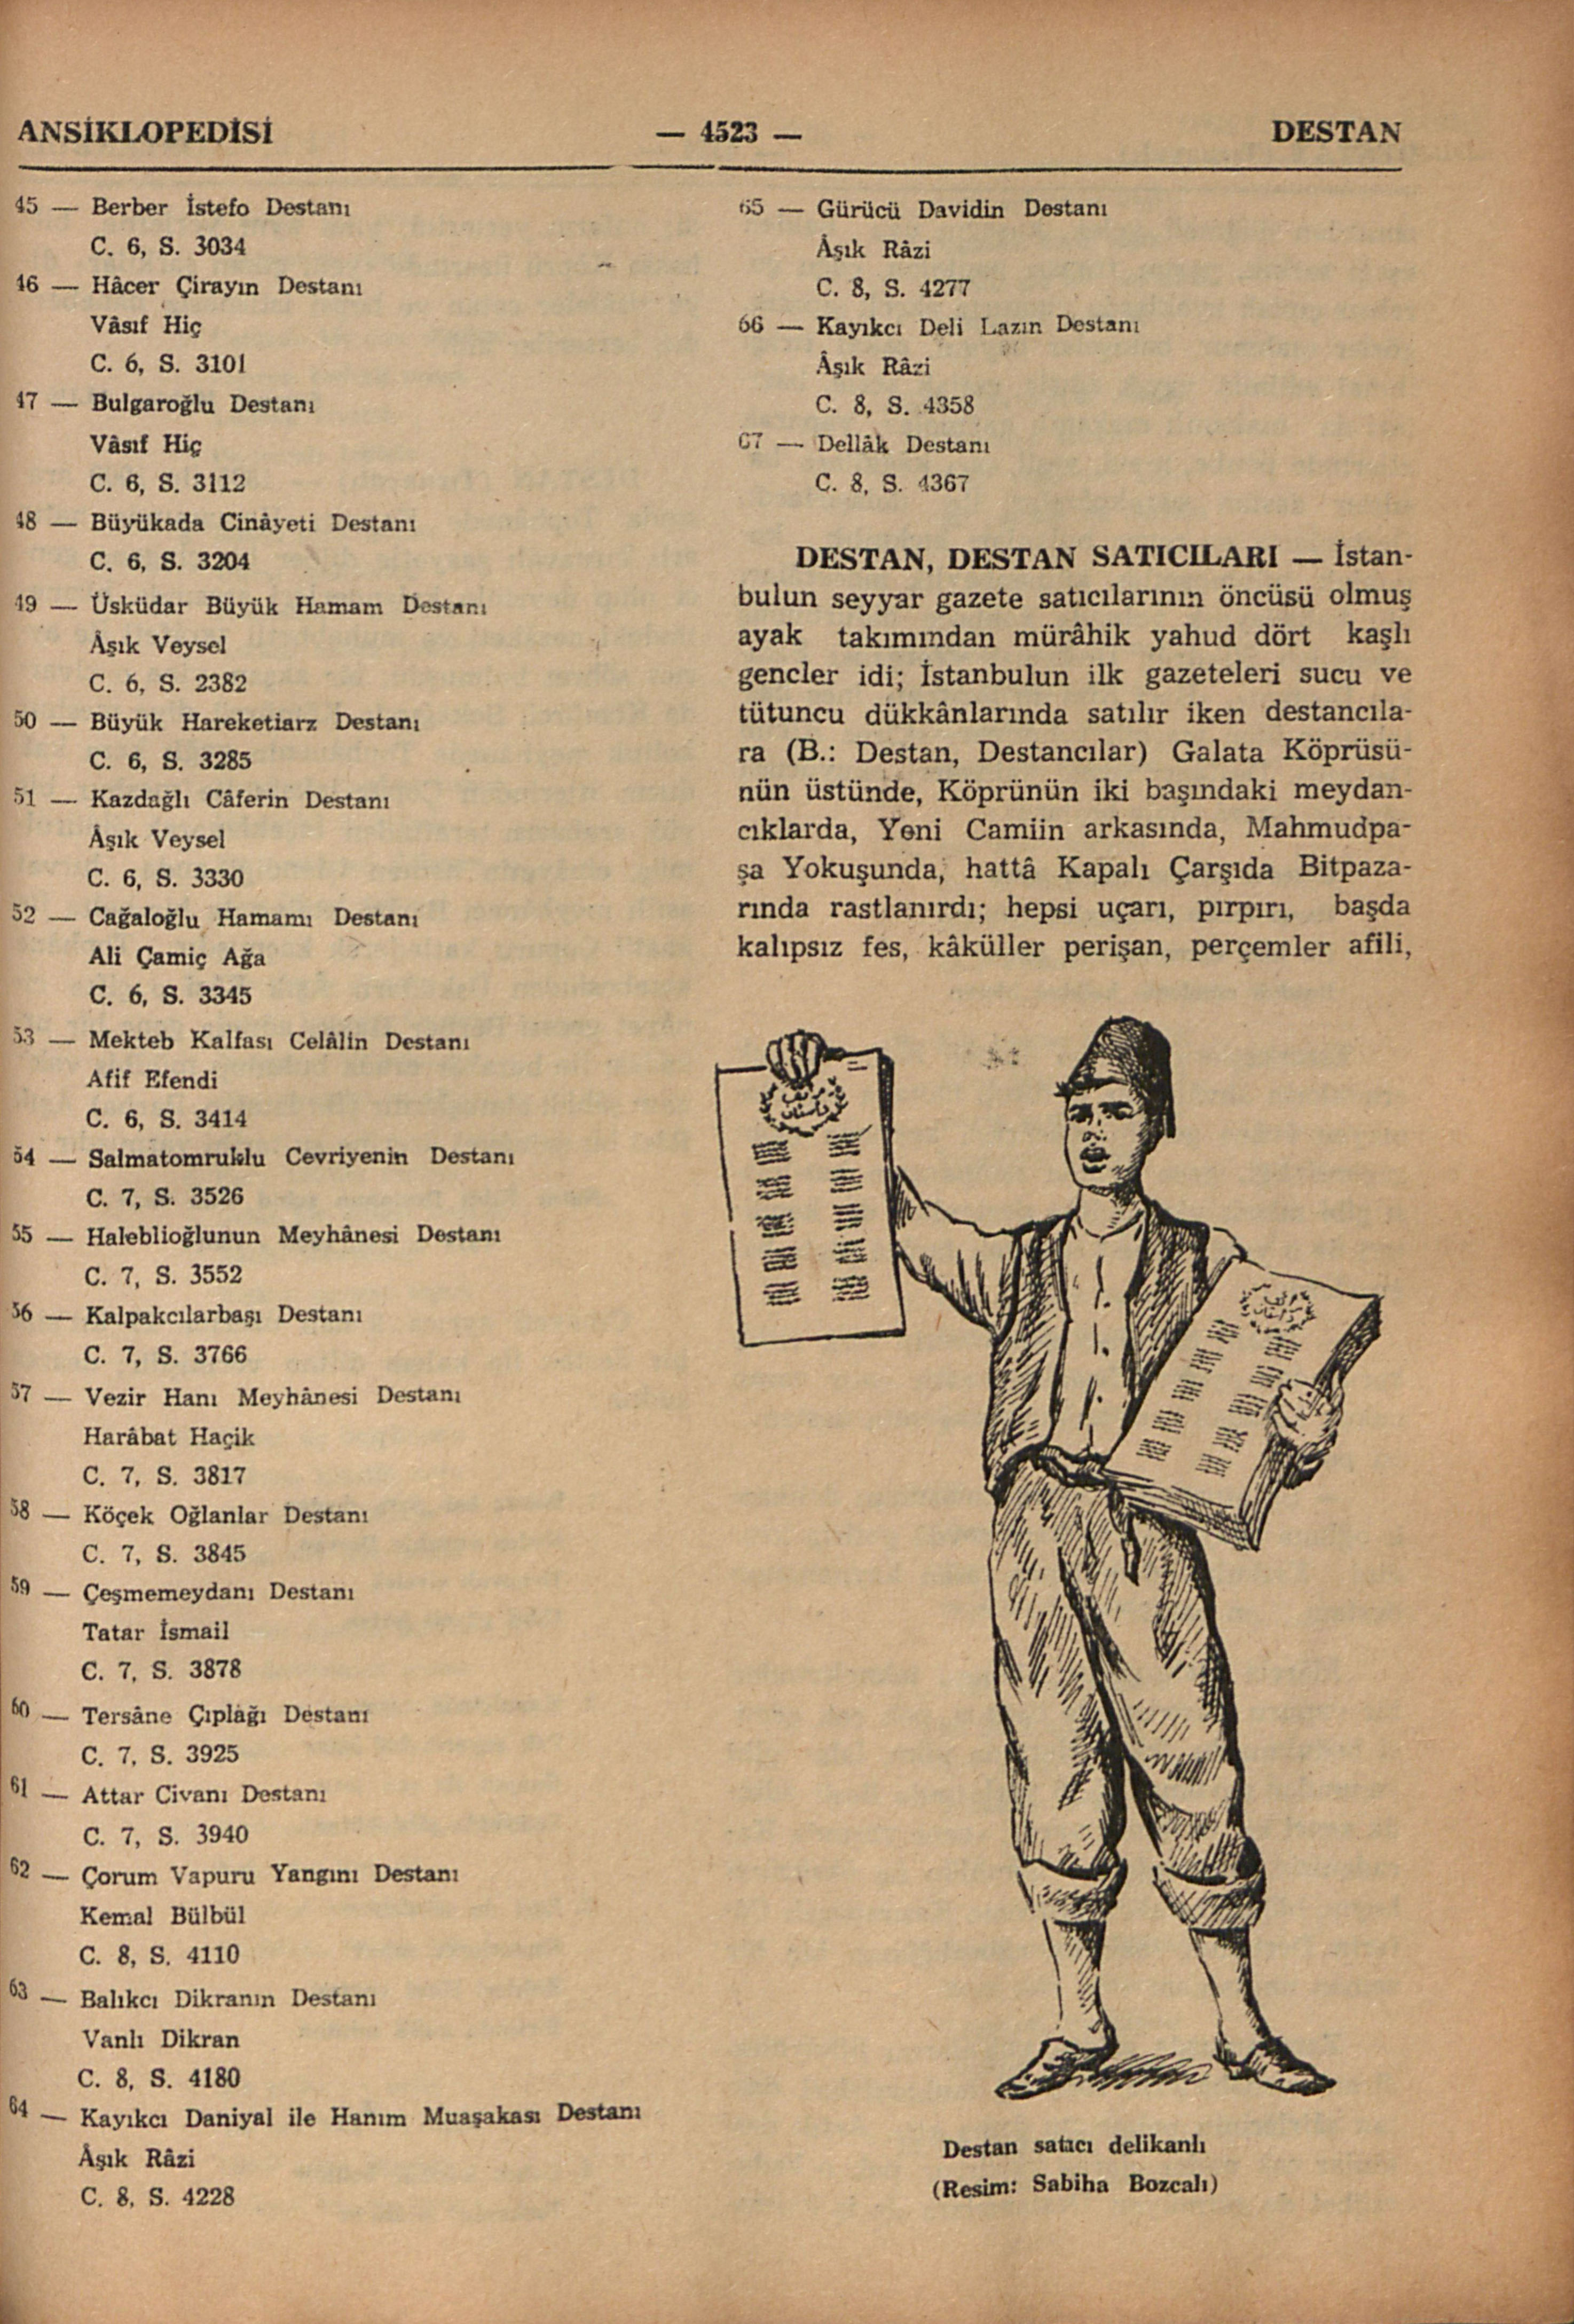 ANSİKLOPEDİSİ — 4523 — DESTAN
45 — Berber İstefo Destanı
C. 6, S. 3034
46 — Hâcer Çirayın Destanı
Vâsıf Hiç
C. 6, S. 3101
47 — Bulgaroğlu Destanı
Vâsıf Hiç
C. 6, S. 3112
48 — Büyükada Cinâyeti Destanı
C. 6, S. 3204
49 — Üsküdar Büyük Hamam Destanı
Âşık Veysel
C. 6, S. 2382
50 — Büyük Hareketiarz Destanı
C. 6, S. 3285
51 — Kazdağlı Câferin Destanı
Âşık Veysel
C. 6, S. 3330
52 — Cağaloğlu Hamamı Destanı
Ali Çamiç Ağa
C. 6, S. 3345
53 — Mekteb Kalfası Celâlin Destanı
Afif Efendi
C. 6, S. 3414
54 — Salmatomruklu Cevriyenin Destanı
C. 7, S. 3526
55 — Haleblioğlunun Meyhânesi Destanı
C. 7, S. 3552
56 — Kalpakcılarbaşı Destanı
C. 7, S. 3766
57 — Vezir Hanı Meyhânesi Destanı
Harâbat Haçik
C. 7, S. 3817
58 — Köçek Oğlanlar Destanı
C. 7, S. 3845
59 — Çeşmemeydanı Destanı
Tatar İsmail
C. 7, S. 3878
60 — Tersâne Çıplağı Destanı
C. 7, S. 3925
61 — Attar Civanı Destanı
C. 7, S. 3940
62 — Çorum Vapuru Yangını Destanı
Kemal Bülbül
C. 8, S. 4110
63 — Balıkcı Dikranın Destanı
Vanlı Dikran
C. 8, S. 4180
64 — Kayıkcı Daniyal ile Hanım Muaşakası Destanı
Âşık Râzi
C. 8, S. 4228
65 — Gürücü Davidin Destanı
Âşık Râzi
C. 8, S. 4277
66 — Kayıkcı Deli Lazın Destanı
Âşık Râzi
C. 8, S. 4358
67 — Dellâk Destanı
C. 8, S. 4367
DESTAN, DESTAN SATICILARI — İstan-
bulun seyyar gazete satıcılarının öncüsü olmuş
ayak takımından mürâhik yahud dört kaşlı
gencler idi; İstanbulun ilk gazeteleri sucu ve
tütuncu dükkânlarında satılır iken destancıla-
ra (B.: Destan, Destancılar) Galata Köprüsü-
nün üstünde, Köprünün iki başındaki meydan-
cıklarda, Yeni Camiin arkasında, Mahmudpa-
şa Yokuşunda, hattâ Kapalı Çarşıda Bitpaza-
rında rastlanırdı; hepsi uçarı, pırpırı, başda
kalıpsız fes, kâküller perişan, perçemler afili,
Destan satıcı delikanlı
(Resim: Sabiha Bozcalı)